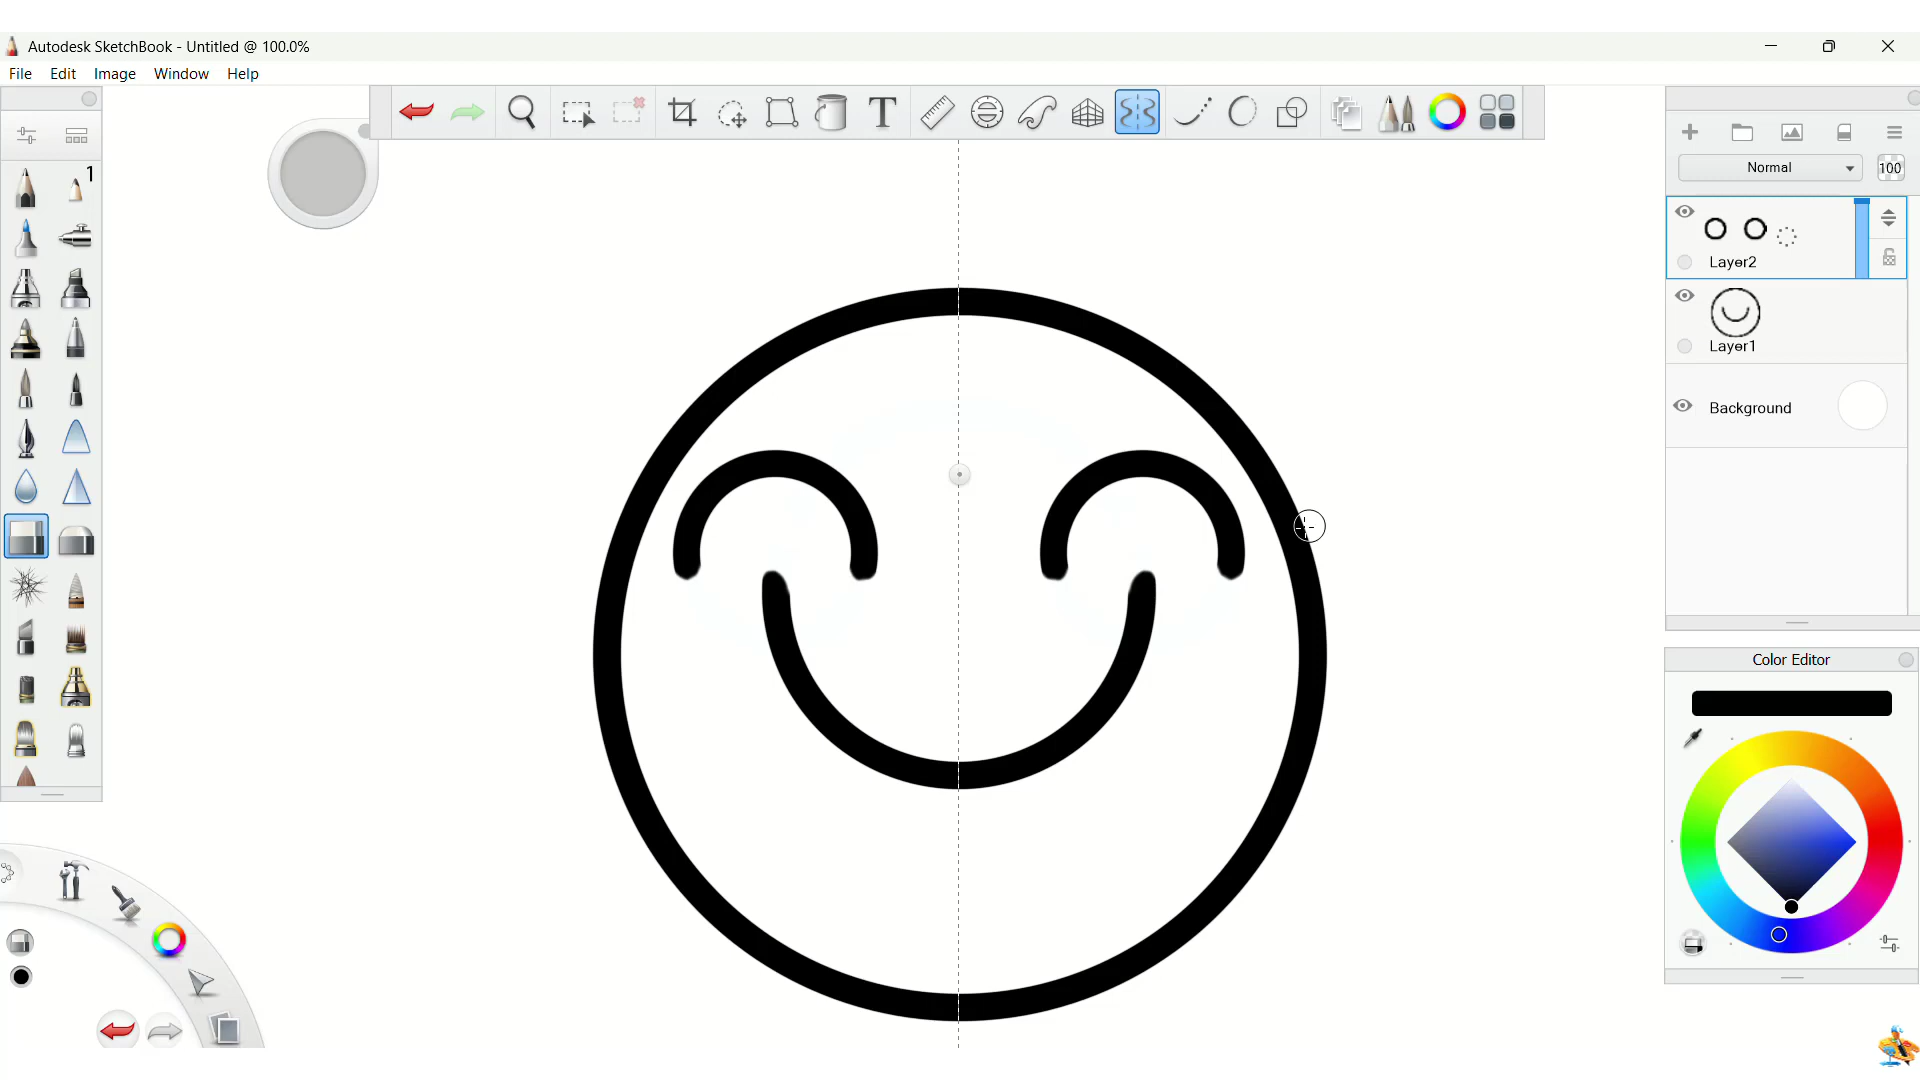 Autodesk SketchBook - Untitled @ 100.0%
File Edit Image Window Help
1
T
Normal 100
Layer2
Layer1
Background
Color Editor